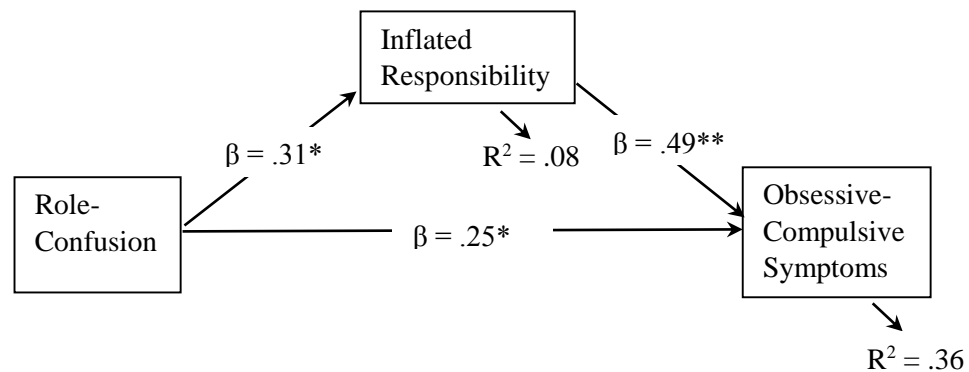 Inflated
Responsibility
β = .31*
R² = .08
β = .49**
Role-
Confusion
β = .25*
Obsessive-
Compulsive
Symptoms
R² = .36